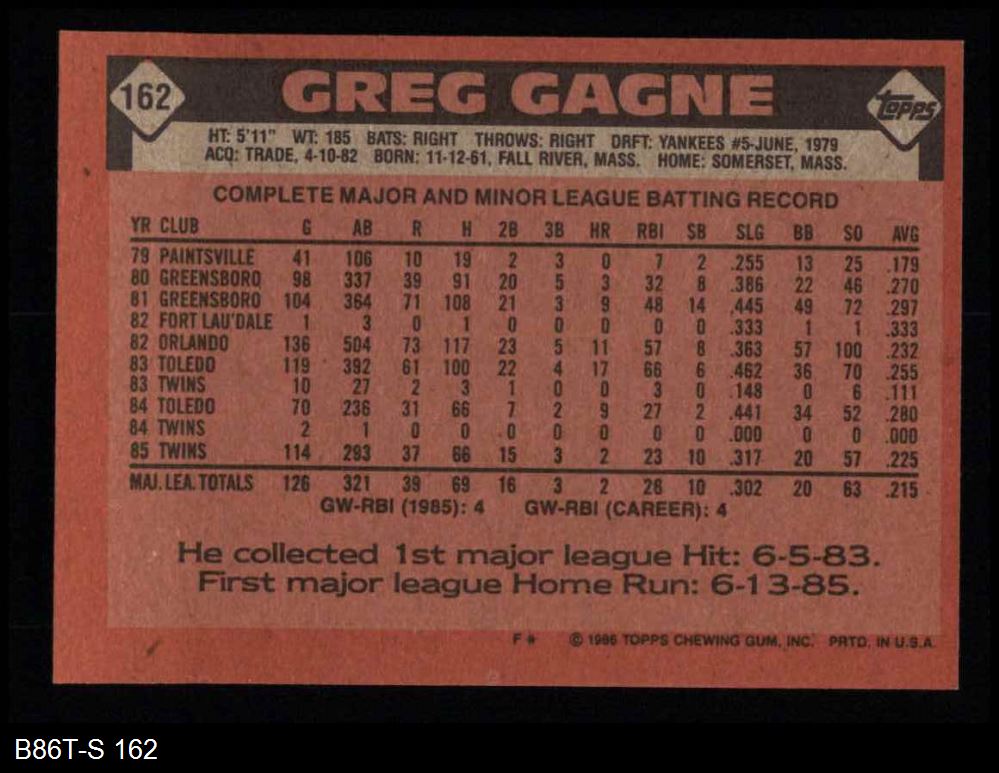 162 GREG GAGNE TOPPS
HT: 5'11" WT: 185 BATS: RIGHT THROWS: RIGHT DRFT: YANKEES #5-JUNE, 1979
ACQ: TRADE, 4-10-82 BORN: 11-12-61, FALL RIVER, MASS. HOME: SOMERSET, MASS.
COMPLETE MAJOR AND MINOR LEAGUE BATTING RECORD
YR CLUB G AB R H 2B 3B HR RBI SB SLG BB SO AVG
79 PAINTSVILLE 41 106 10 19 2 3 0 7 2 .255 13 25 .179
80 GREENSBORO 98 337 39 91 20 5 3 32 8 .386 22 46 .270
81 GREENSBORO 104 364 71 108 21 3 9 48 14 .445 49 72 .297
82 FORT LAU'DALE 1 3 0 1 0 0 0 0 0 .333 1 1 .333
82 ORLANDO 136 504 73 117 23 5 11 57 8 .363 57 100 .232
83 TOLEDO 119 392 61 100 22 4 17 66 6 .462 36 70 .255
83 TWINS 10 27 2 3 1 0 0 3 0 .148 0 6 .111
84 TOLEDO 70 236 31 66 7 2 9 27 2 .441 34 52 .280
84 TWINS 2 1 0 0 0 0 0 0 0 .000 0 0 .000
85 TWINS 114 293 37 66 15 3 2 23 10 .317 20 57 .225
MAJ. LEA. TOTALS 126 321 39 69 16 3 2 26 10 .302 20 63 .215
GW-RBI (1985): 4 GW-RBI (CAREER): 4
He collected 1st major league Hit: 6-5-83.
First major league Home Run: 6-13-85.
F* © 1986 TOPPS CHEWING GUM, INC. PRTD. IN U.S.A.
B86T-S 162